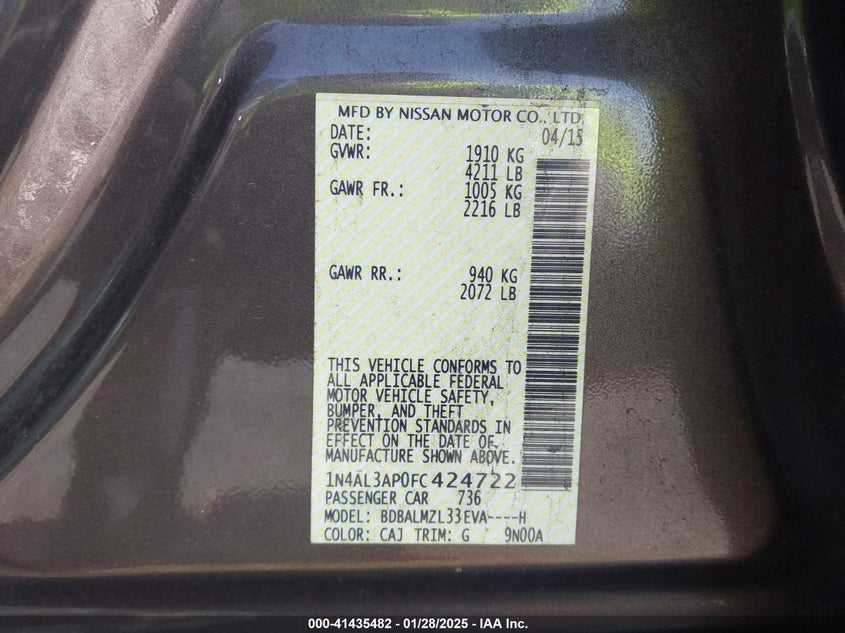 MFD BY NISSAN MOTOR CO., LTD
DATE: 04/15
GVWR: 1910 KG
4211 LB
GAWR FR.: 1005 KG
2216 LB
GAWR RR.: 940 KG
2072 LB
THIS VEHICLE CONFORMS TO
ALL APPLICABLE FEDERAL
MOTOR VEHICLE SAFETY,
BUMPER, AND THEFT
PREVENTION STANDARDS IN
EFFECT ON THE DATE OF
MANUFACTURE SHOWN ABOVE.
1N4AL3AP0FC424722
PASSENGER CAR 736
MODEL: BDBALMZL33EVA----H
COLOR: CAJ TRIM: G 9N00A
000-41435482 - 01/28/2025 - IAA Inc.